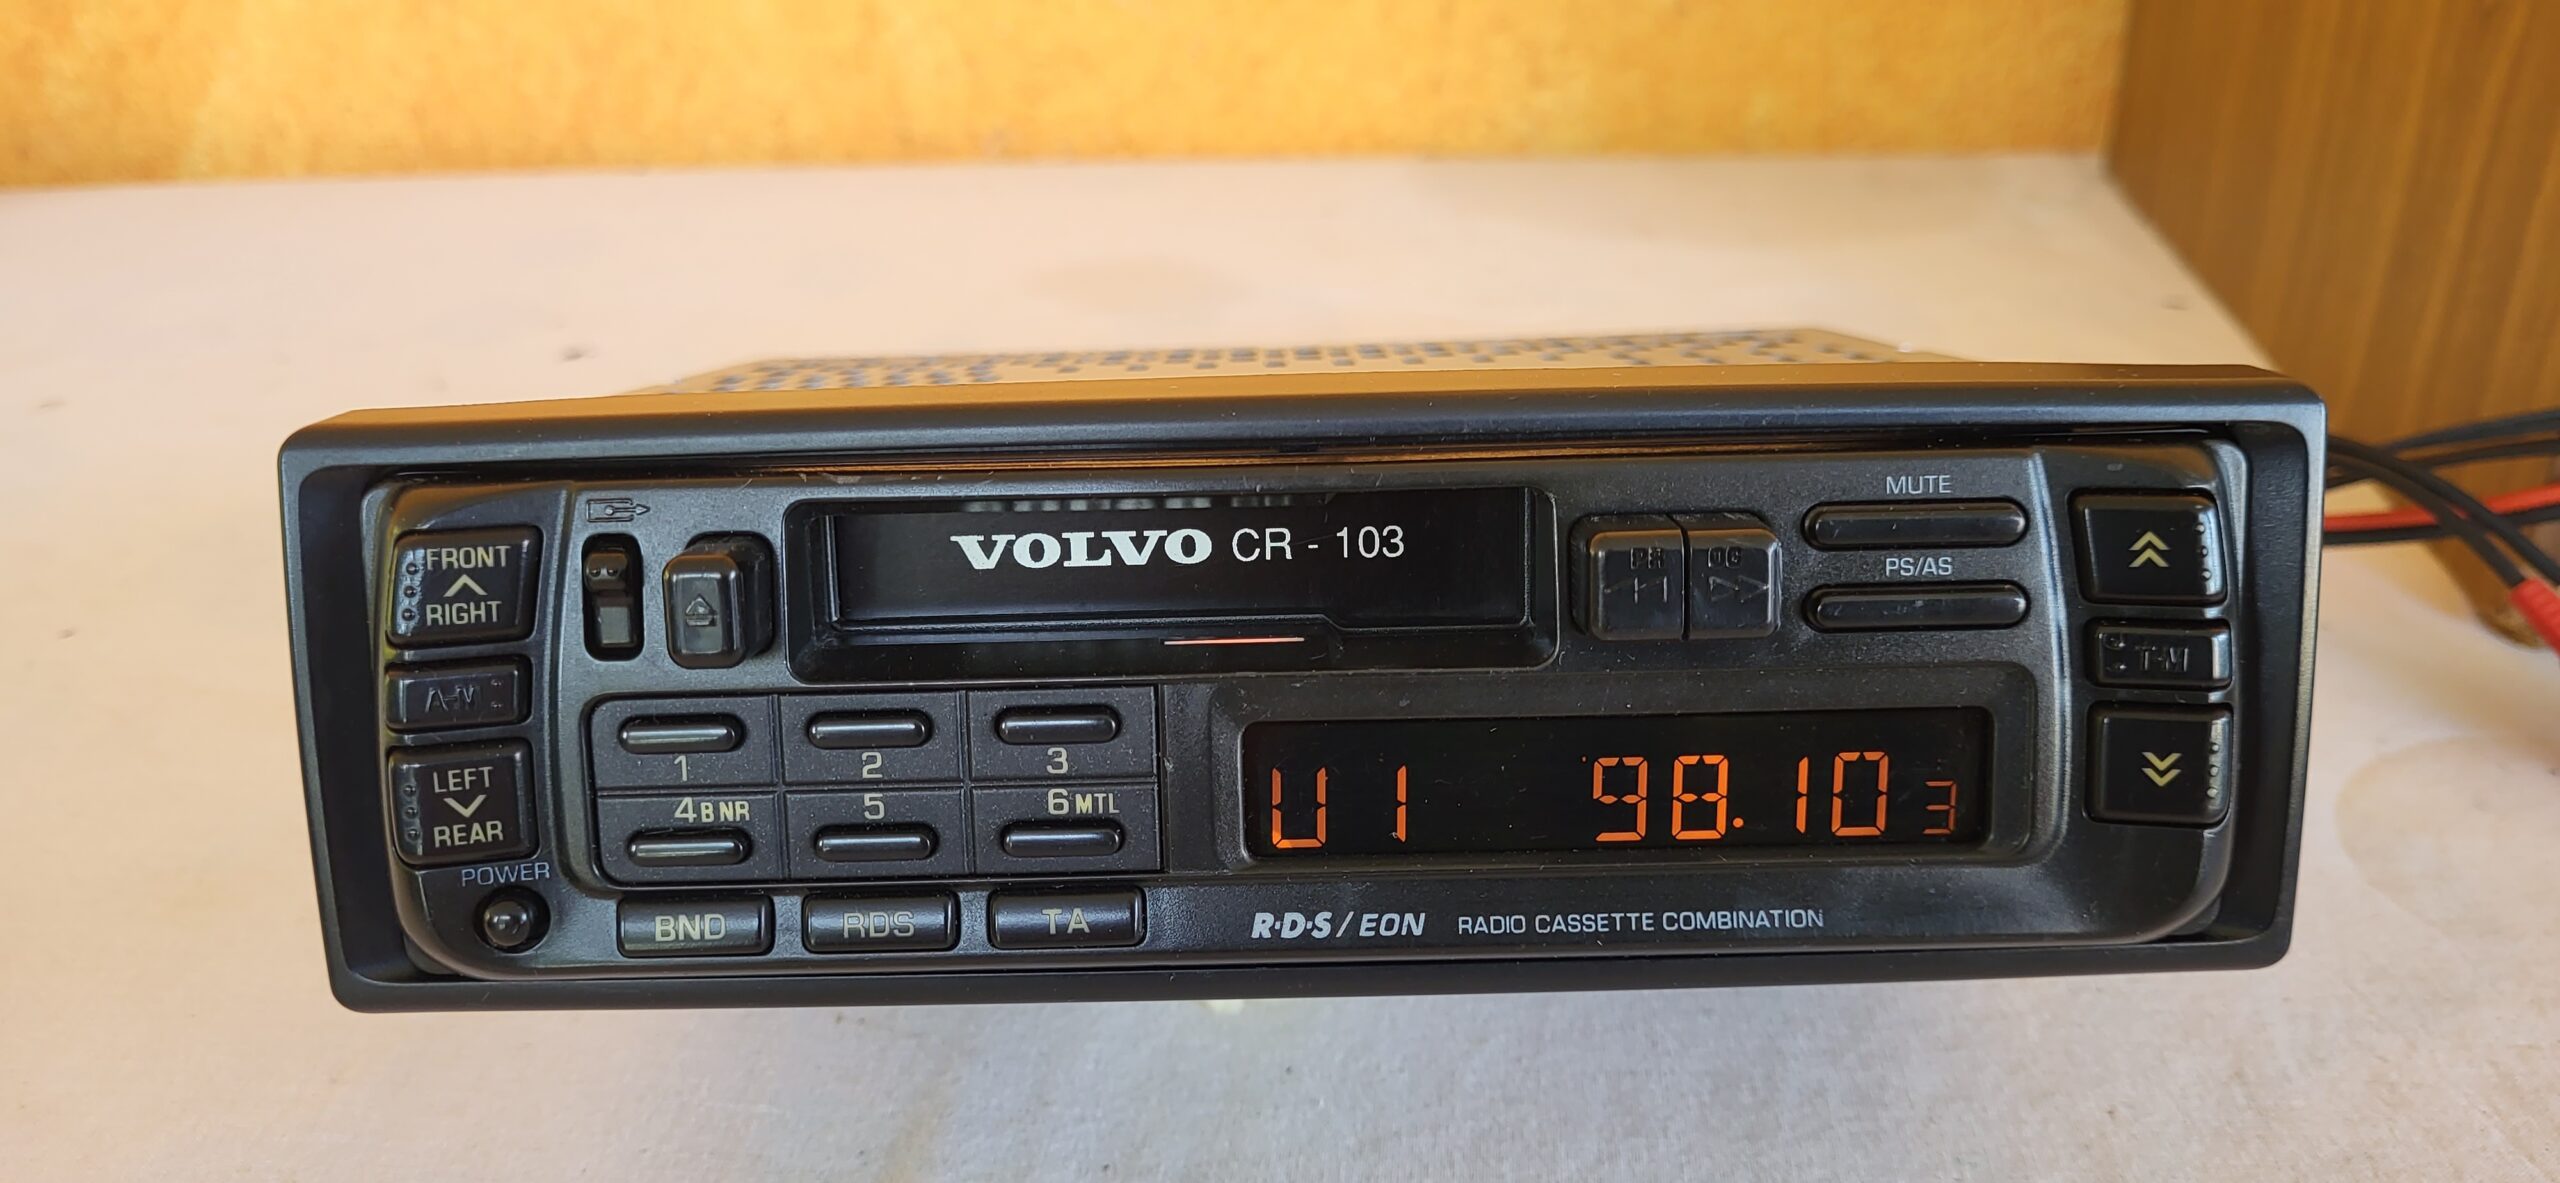 VOLVO CR - 103
MUTE
PS/AS
FRONT
RIGHT
A-M
LEFT
REAR
POWER
1
2
3
4 BNR
5
6 MTL
BND
RDS
TA
T-M
U1 98.10 3
R·D·S / EON RADIO CASSETTE COMBINATION